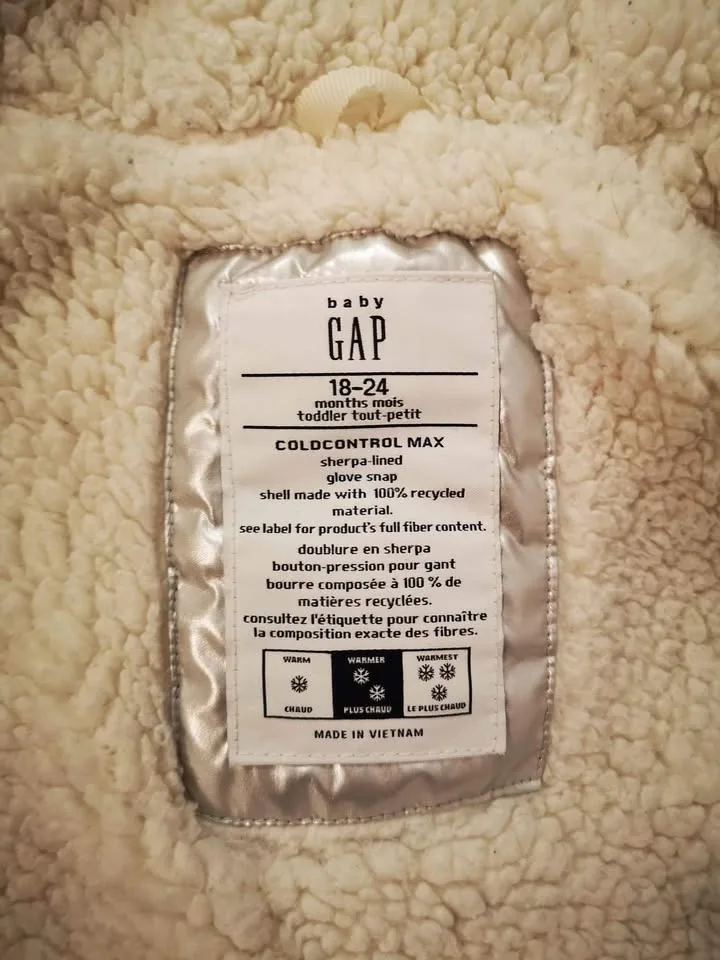 baby
GAP
18-24
months mois
toddler tout-petit
COLDCONTROL MAX
sherpa-lined
glove snap
shell made with 100% recycled
material.
see label for product's full fiber content.
doublure en sherpa
bouton-pression pour gant
bourre composée à 100 % de
matières recyclées.
consultez l'étiquette pour connaître
la composition exacte des fibres.
WARM WARMER WARMEST
CHAUD PLUS CHAUD LE PLUS CHAUD
MADE IN VIETNAM